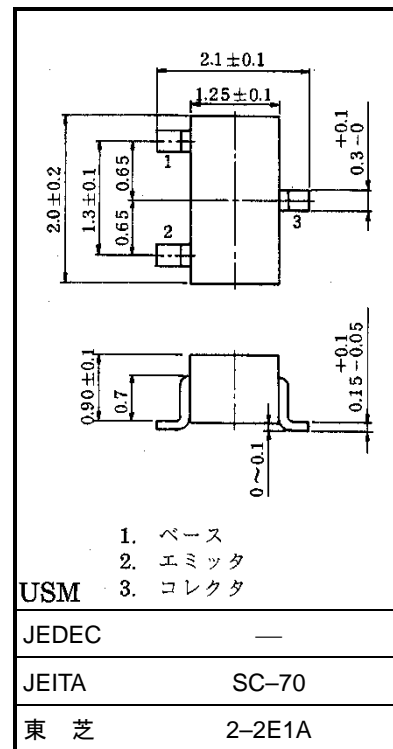 2.1±0.1
1.25±0.1
+0.1
0.3-0
2.0±0.2
1.3±0.1
0.65
0.65
1
2
3
0.90±0.1
0.7
0~0.1
+0.1
0.15-0.05
1. ベース
2. エミッタ
USM 3. コレクタ
JEDEC —
JEITA SC–70
東 芝 2–2E1A